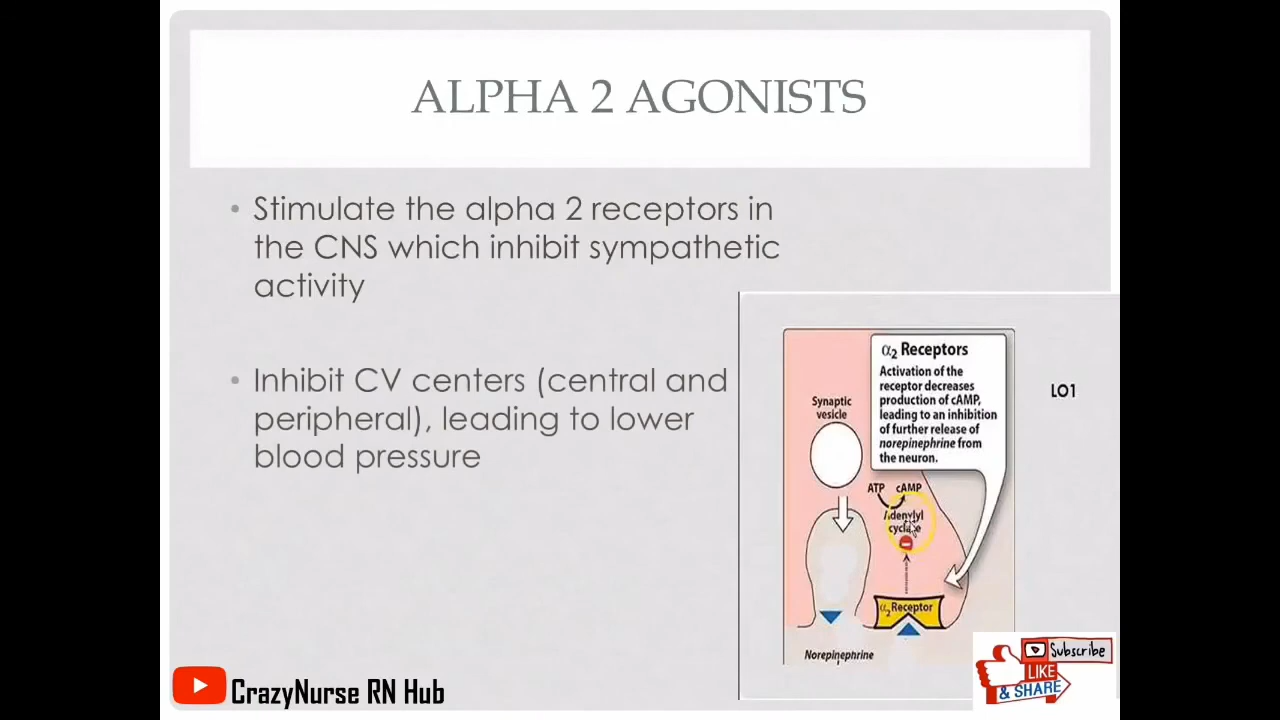 ALPHA 2 AGONISTS
• Stimulate the alpha 2 receptors in
the CNS which inhibit sympathetic
activity
• Inhibit CV centers (central and
peripheral), leading to lower
blood pressure
α2 Receptors
Activation of the
receptor decreases
production of cAMP,
leading to an inhibition
of further release of
norepinephrine from
the neuron.
LO1
Synaptic
vesicle
ATP cAMP
Adenylyl
cyclase
α2 Receptor
Norepinephrine
CrazyNurse RN Hub
Subscribe
LIKE
& SHARE